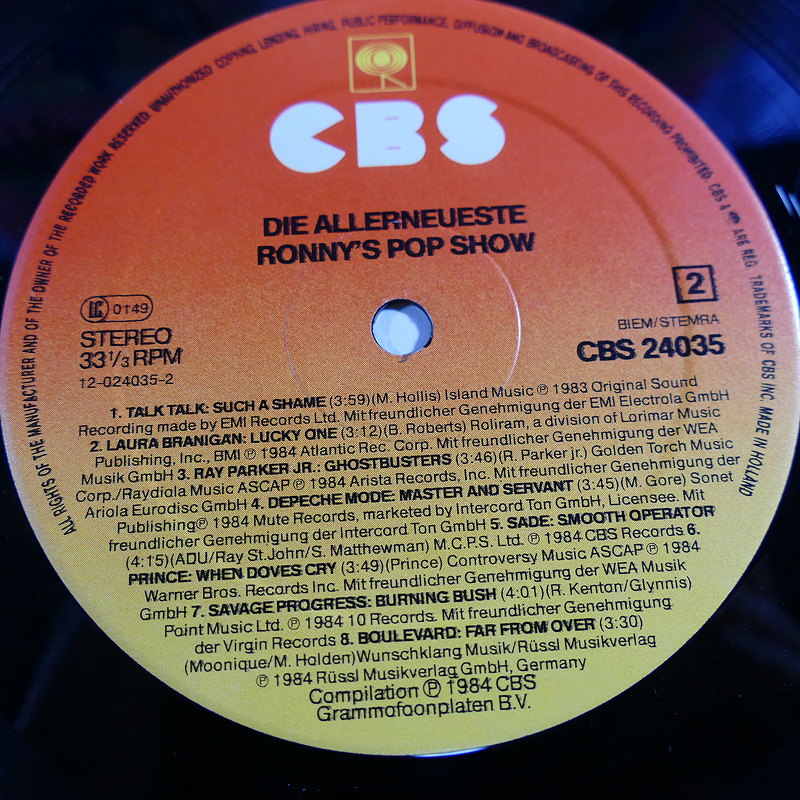 ALL RIGHTS OF THE MANUFACTURER AND OF THE OWNER OF THE RECORDED WORK RESERVED. UNAUTHORIZED COPYING, LENDING, HIRING, PUBLIC PERFORMANCE, DIFFUSION AND BROADCASTING OF THIS RECORDING PROHIBITED. CBS & ARE REG. TRADEMARKS OF CBS INC. MADE IN HOLLAND
CBS
DIE ALLERNEUESTE
RONNY'S POP SHOW
LC 0149
STEREO
33 1/3 RPM
12-024035-2
2
BIEM/STEMRA
CBS 24035
1. TALK TALK: SUCH A SHAME (3:59)(M. Hollis) Island Music ℗ 1983 Original Sound
Recording made by EMI Records Ltd. Mit freundlicher Genehmigung der EMI Electrola GmbH
2. LAURA BRANIGAN: LUCKY ONE (3:12)(B. Roberts) Roliram, a division of Lorimar Music
Publishing, Inc., BMI ℗ 1984 Atlantic Rec. Corp. Mit freundlicher Genehmigung der WEA
Musik GmbH 3. RAY PARKER JR.: GHOSTBUSTERS (3:46)(R. Parker jr.) Golden Torch Music
Corp./Raydiola Music ASCAP ℗ 1984 Arista Records, Inc. Mit freundlicher Genehmigung der
Ariola Eurodisc GmbH 4. DEPECHE MODE: MASTER AND SERVANT (3:45)(M. Gore) Sonet
Publishing ℗ 1984 Mute Records, marketed by Intercord Ton GmbH, Licensee. Mit
freundlicher Genehmigung der Intercord Ton GmbH 5. SADE: SMOOTH OPERATOR
(4:15)(ADU/Ray St.John/S. Matthewman) M.C.P.S. Ltd. ℗ 1984 CBS Records 6.
PRINCE: WHEN DOVES CRY (3:49)(Prince) Controversy Music ASCAP ℗ 1984
Warner Bros. Records Inc. Mit freundlicher Genehmigung der WEA Musik
GmbH 7. SAVAGE PROGRESS: BURNING BUSH (4:01)(R. Kenton/Glynnis)
Point Music Ltd. ℗ 1984 10 Records. Mit freundlicher Genehmigung
der Virgin Records 8. BOULEVARD: FAR FROM OVER (3:30)
(Moonique/M. Holden)Wunschklang Musik/Rüssl Musikverlag
℗ 1984 Rüssl Musikverlag GmbH, Germany
Compilation ℗ 1984 CBS
Grammofoonplaten B.V.